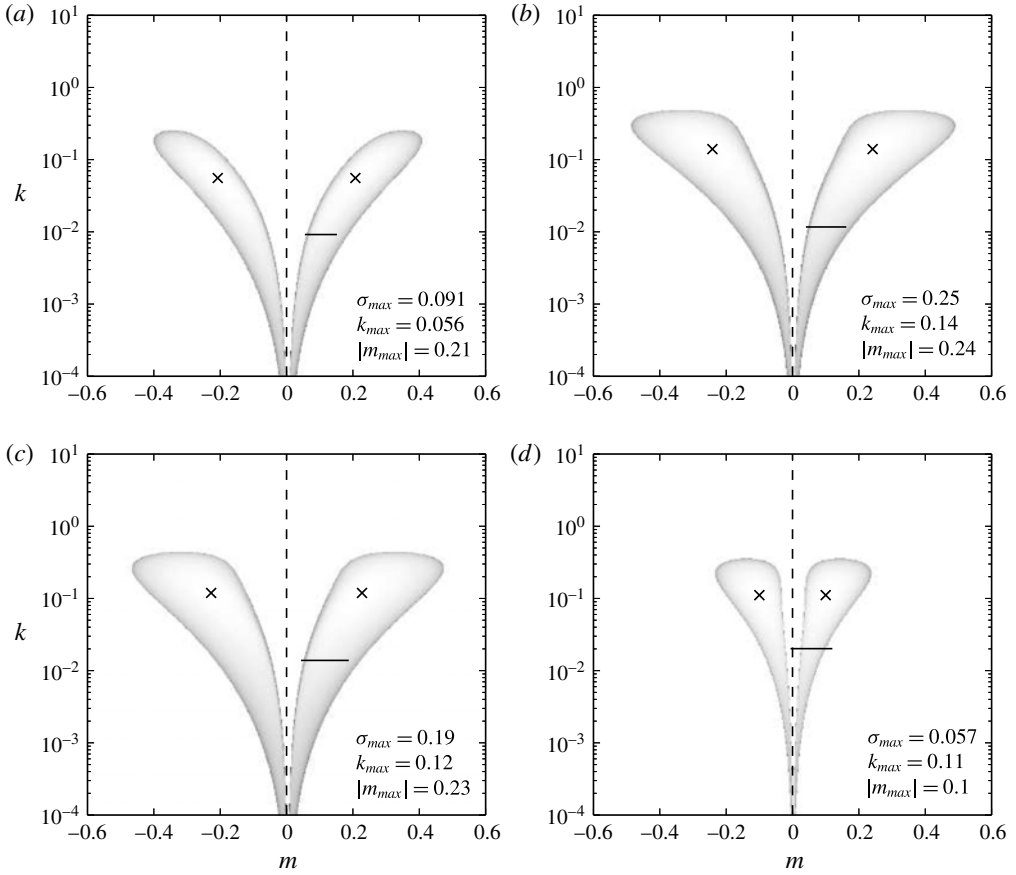 (a)
10^1
10^0
10^−1
10^−2
10^−3
10^−4
k
−0.6 −0.4 −0.2 0 0.2 0.4 0.6
σ_max = 0.091
k_max = 0.056
|m_max| = 0.21
(b)
10^1
10^0
10^−1
10^−2
10^−3
10^−4
−0.6 −0.4 −0.2 0 0.2 0.4 0.6
σ_max = 0.25
k_max = 0.14
|m_max| = 0.24
(c)
10^1
10^0
10^−1
10^−2
10^−3
10^−4
k
−0.6 −0.4 −0.2 0 0.2 0.4 0.6
m
σ_max = 0.19
k_max = 0.12
|m_max| = 0.23
(d)
10^1
10^0
10^−1
10^−2
10^−3
10^−4
−0.6 −0.4 −0.2 0 0.2 0.4 0.6
m
σ_max = 0.057
k_max = 0.11
|m_max| = 0.1